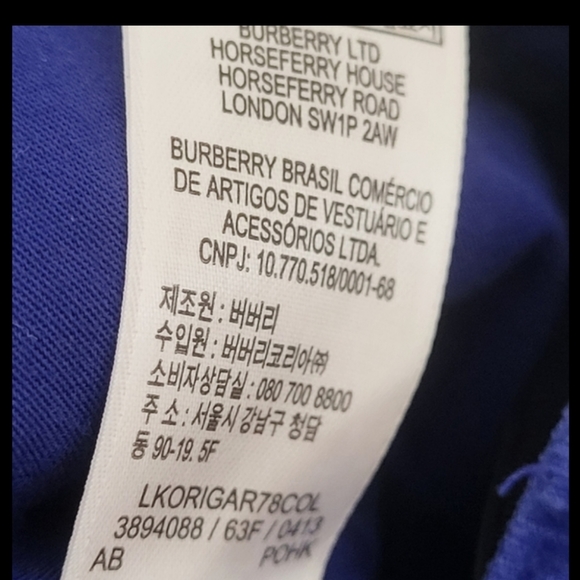 BURBERRY LTD
HORSEFERRY HOUSE
HORSEFERRY ROAD
LONDON SW1P 2AW
BURBERRY BRASIL COMÉRCIO
DE ARTIGOS DE VESTUÁRIO E
ACESSÓRIOS LTDA.
CNPJ: 10.770.518/0001-68
제조원 : 버버리
수입원 : 버버리코리아㈜
소비자상담실 : 080 700 8800
주 소 : 서울시 강남구 청담
동 90-19. 5F
LKORIGAR78COL
3894088 / 63F / 0413
AB POHK